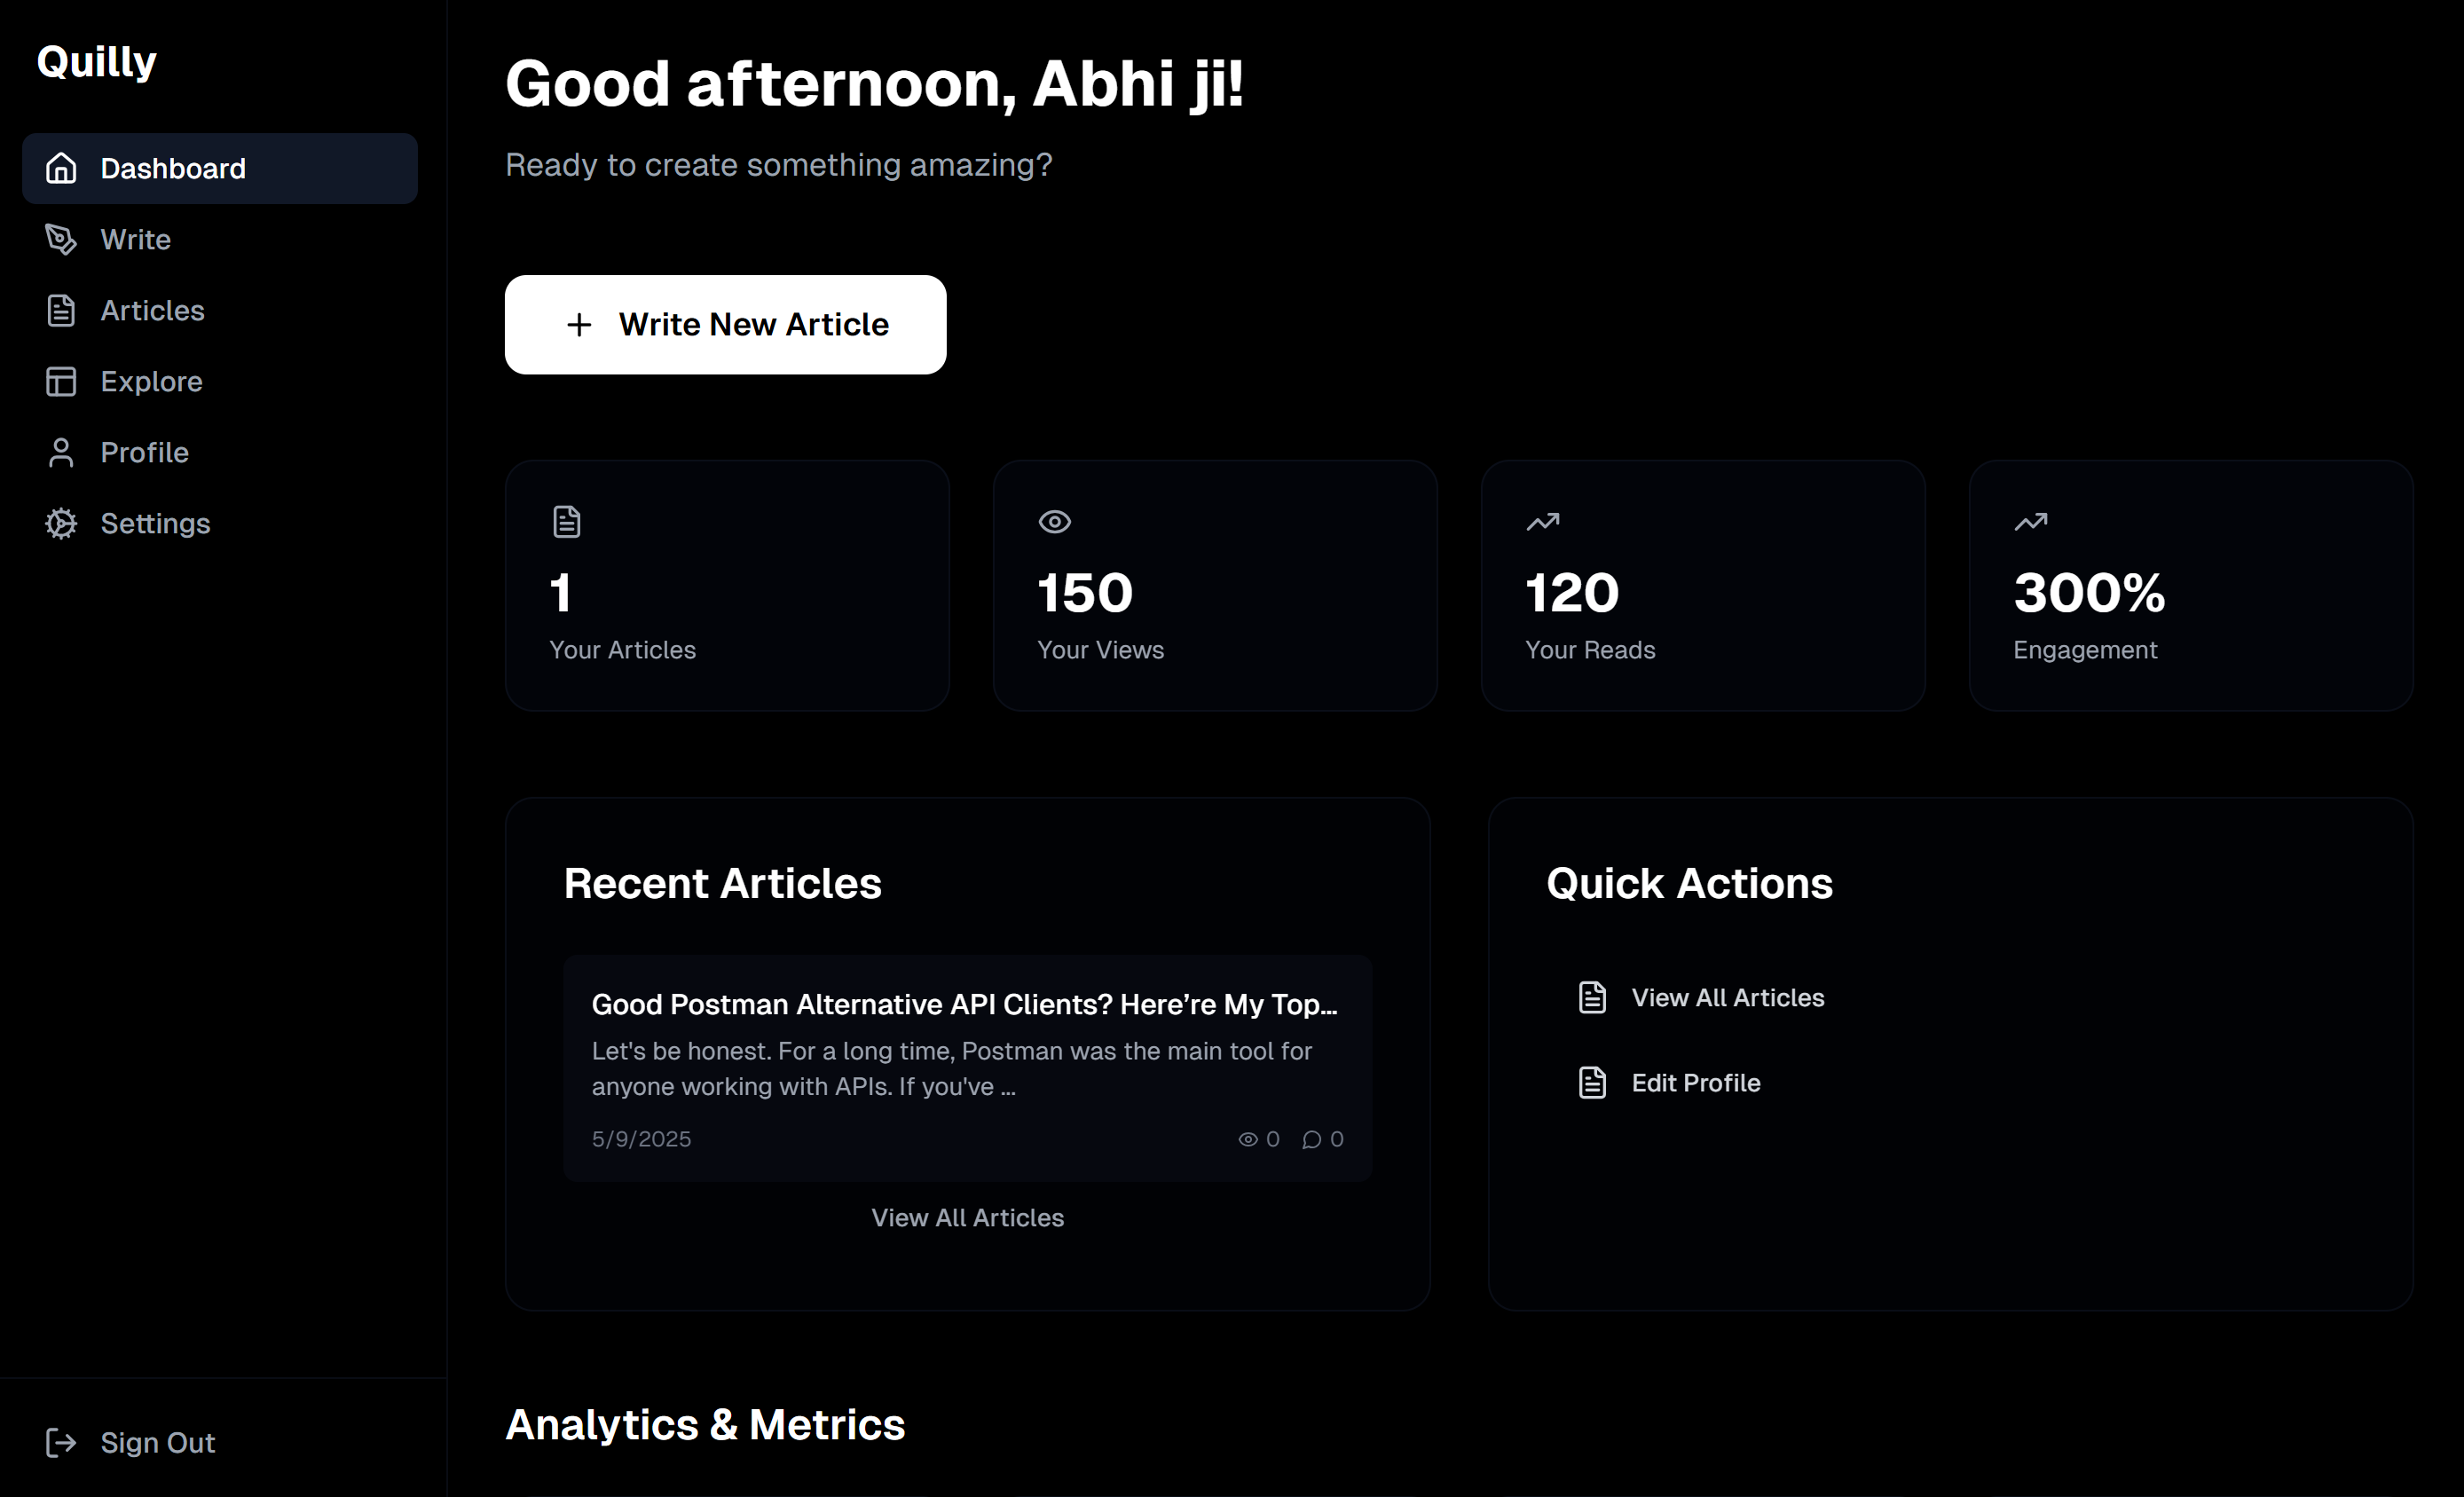 Quilly
Dashboard
Write
Articles
Explore
Profile
Settings
Sign Out
Good afternoon, Abhi ji!
Ready to create something amazing?
Write New Article
1
Your Articles
150
Your Views
120
Your Reads
300%
Engagement
Recent Articles
Good Postman Alternative API Clients? Here’re My Top...
Let's be honest. For a long time, Postman was the main tool for
anyone working with APIs. If you've ...
5/9/2025
0 0
View All Articles
Quick Actions
View All Articles
Edit Profile
Analytics & Metrics